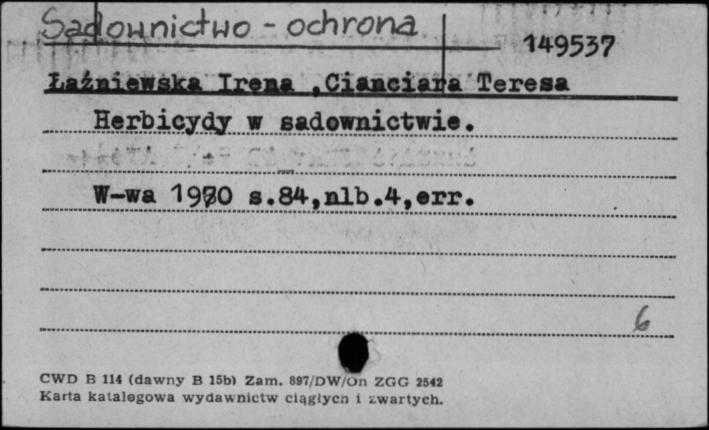 Sadownictwo - ochrona
149537
Łaźniewska Irena ,Cianciara Teresa
Herbicydy w sadownictwie.
W-wa 1970 s.84,nlb.4,err.
6
CWD B 114 (dawny B 15b) Zam. 897/DW/On ZGG 2542
Karta katalogowa wydawnictw ciągłych i zwartych.